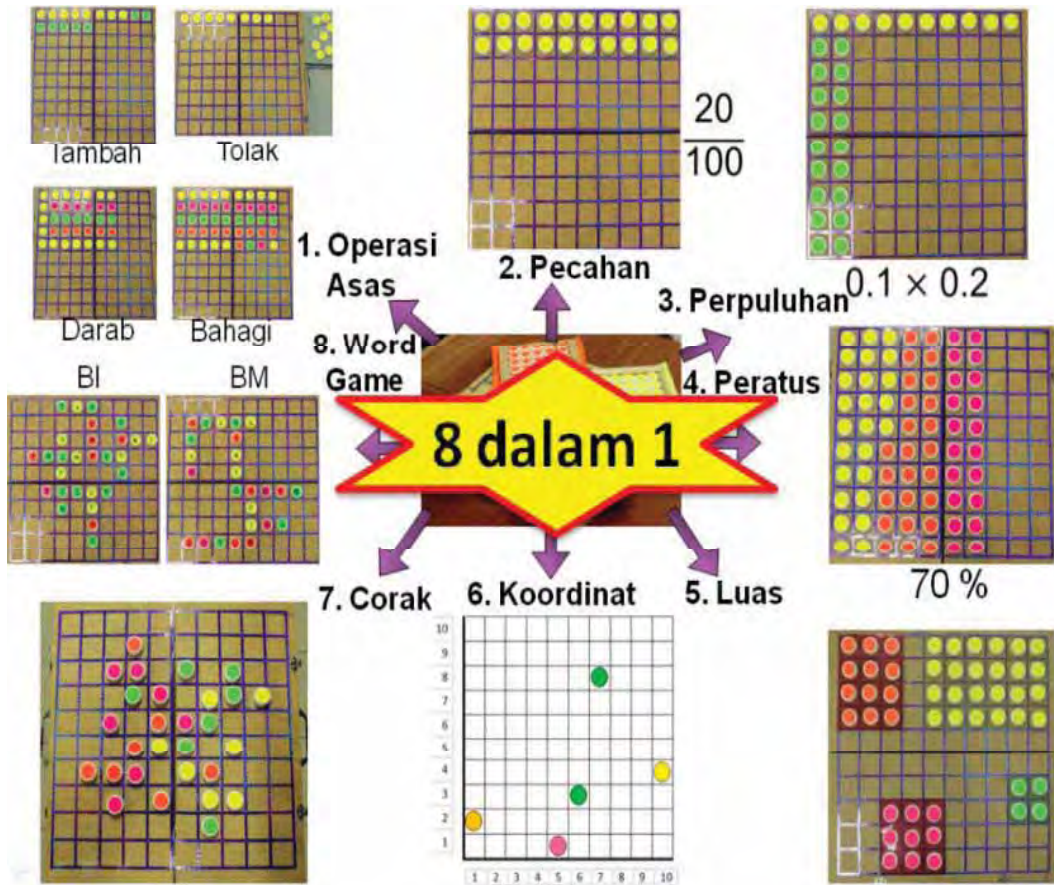 Tambah
Tolak
20
100
0.1 × 0.2
Darab
Bahagi
1. Operasi
Asas
2. Pecahan
3. Perpuluhan
4. Peratus
8. Word
Game
BI
BM
8 dalam 1
70 %
7. Corak
6. Koordinat
5. Luas
10
9
8
7
6
5
4
3
2
1
1 2 3 4 5 6 7 8 9 10